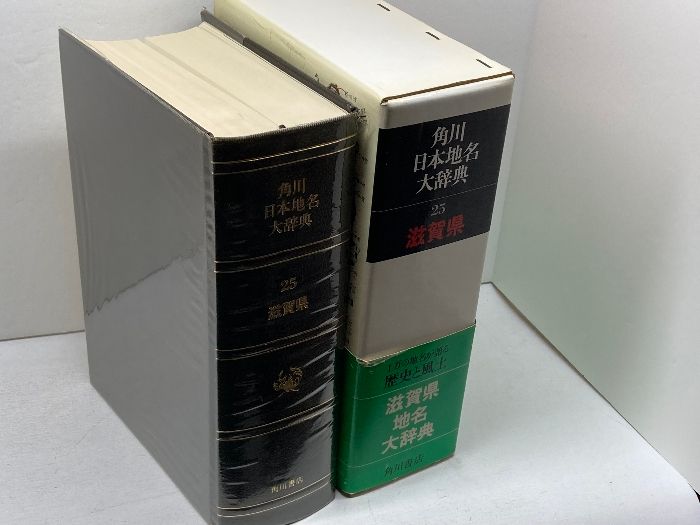 角川
日本地名
大辞典
25
滋賀県
角川書店
角川
日本地名
大辞典
25
滋賀県
歴史と風土
滋賀県
地名
大辞典
角川書店